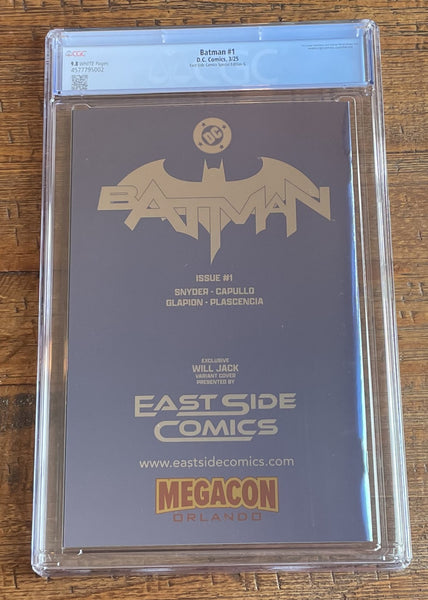 CGC
Batman #1
D.C. Comics, 3/25
East Side Comics Special Edition
9.8 WHITE Pages
4577795002
DC
BATMAN
ISSUE #1
SNYDER • CAPULLO
GLAPION • PLASCENCIA
EXCLUSIVE
WILL JACK
VARIANT COVER
PRESENTED BY
EAST SIDE
COMICS
www.eastsidecomics.com
MEGACON
ORLANDO